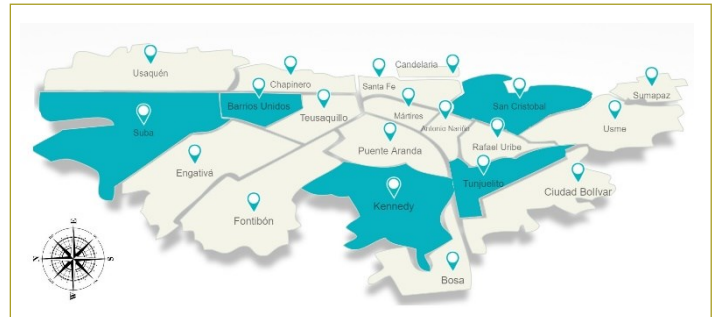 Usaquén
Chapinero
Candelaria
Santa Fe
Sumapaz
Suba
Barrios Unidos
Teusaquillo
Mártires
Antonio Nariño
San Cristobal
Rafael Uribe
Usme
Engativá
Puente Aranda
Tunjuelito
Ciudad Bolívar
Fontibón
Kennedy
Bosa
E
N
S
W